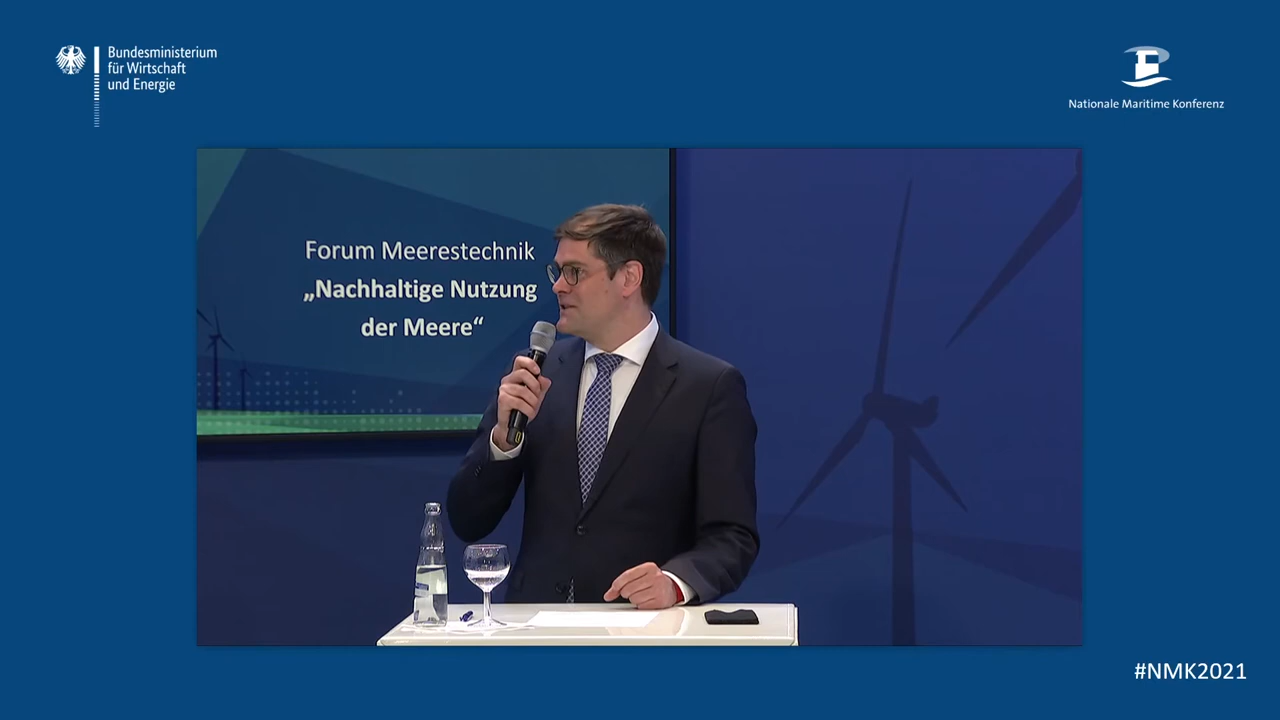 Bundesministerium
für Wirtschaft
und Energie
Nationale Maritime Konferenz
Forum Meerestechnik
„Nachhaltige Nutzung
der Meere“
#NMK2021